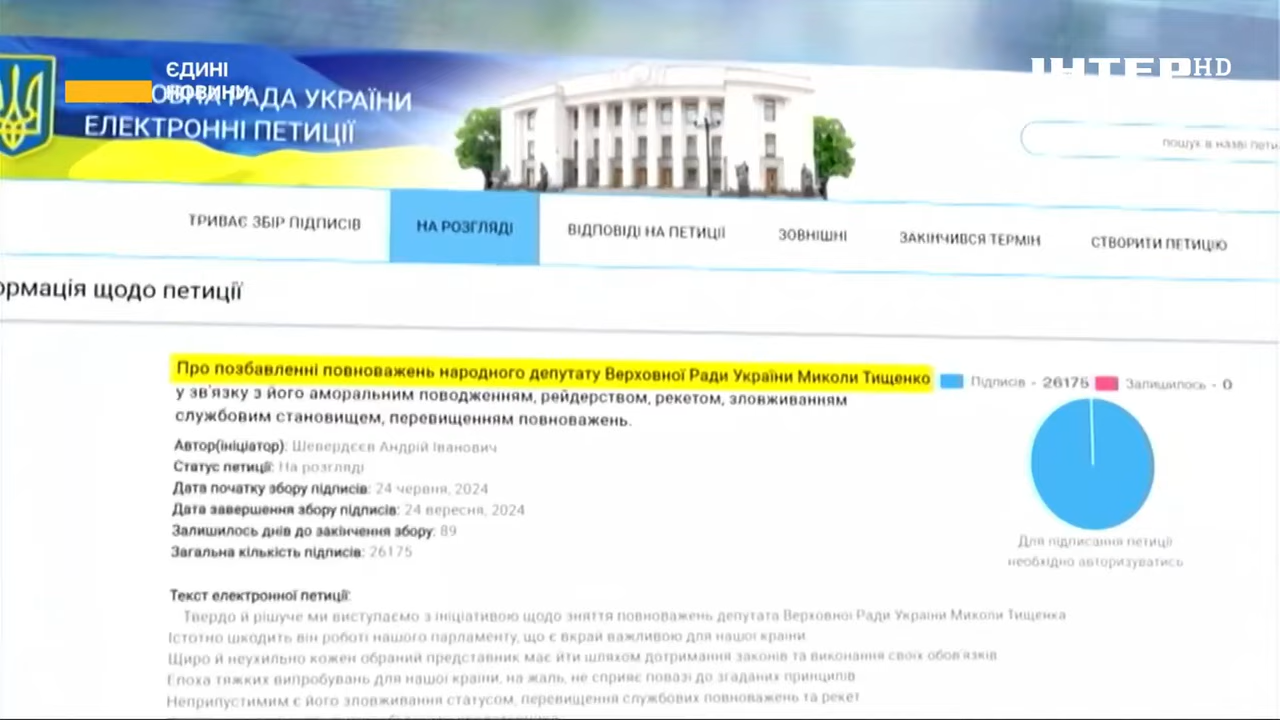 ЄДИНІ
НОВИНИ
ІНТЕР HD
РАДА УКРАЇНИ
ЕЛЕКТРОННІ ПЕТИЦІЇ
пошук в назві
ТРИВАЄ ЗБІР ПІДПИСІВ
НА РОЗГЛЯДІ
ВІДПОВІДІ НА ПЕТИЦІЇ
ЗОВНІШНІ
ЗАКІНЧИВСЯ ТЕРМІН
СТВОРИТИ ПЕТИЦІЮ
ормація щодо петиції
Про позбавленні повноважень народного депутату Верховної Ради України Миколи Тищенко
у зв'язку з його аморальним поводженням, рейдерством, рекетом, зловживанням
службовим становищем, перевищенням повноважень.
Підписів - 26175
Залишилось - 0
Автор(ініціатор): Шевердєєв Андрій Іванович
Статус петиції: На розгляді
Дата початку збору підписів: 24 червня, 2024
Дата завершення збору підписів: 24 вересня, 2024
Залишилось днів до закінчення збору: 89
Загальна кількість підписів: 26175
Для підписання петиції
необхідно авторизуватись
Текст електронної петиції:
Твердо й рішуче ми виступаємо з ініціативою щодо зняття повноважень депутата Верховної Ради України Миколи Тищенка
Істотно шкодить він роботі нашого парламенту, що є вкрай важливою для нашої країни
Щиро й неухильно кожен обраний представник має йти шляхом дотримання законів та виконання своїх обов'язків
Епоха тяжких випробувань для нашої країни, на жаль, не сприяє повазі до згаданих принципів
Неприпустимим є його зловживання статусом, перевищення службових повноважень та рекет